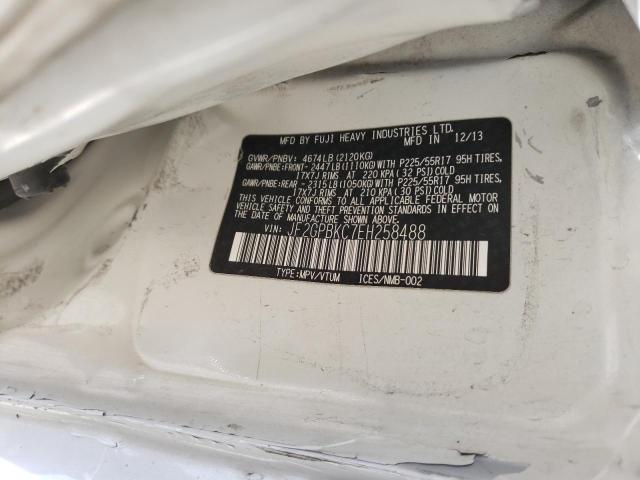 MFD BY FUJI HEAVY INDUSTRIES LTD.
MFD IN 12/13
GVWR/PNBV: 4674LB(2120KG)
GAWR/PNBE:FRONT- 2447LB(1110KG)WITH P225/55R17 95H TIRES,
17X7J RIMS AT 220 KPA(32 PSI)COLD
GAWR/PNBE:REAR - 2315LB(1050KG)WITH P225/55R17 95H TIRES,
17X7J RIMS AT 210 KPA(30 PSI)COLD
THIS VEHICLE CONFORMS TO ALL APPLICABLE FEDERAL MOTOR
VEHICLE SAFETY, BUMPER, AND THEFT PREVENTION STANDARDS
IN EFFECT ON THE DATE OF MANUFACTURE SHOWN ABOVE.
VIN: JF2GPBKC7EH258488
TYPE:MPV/VTUM ICES/NMB-002